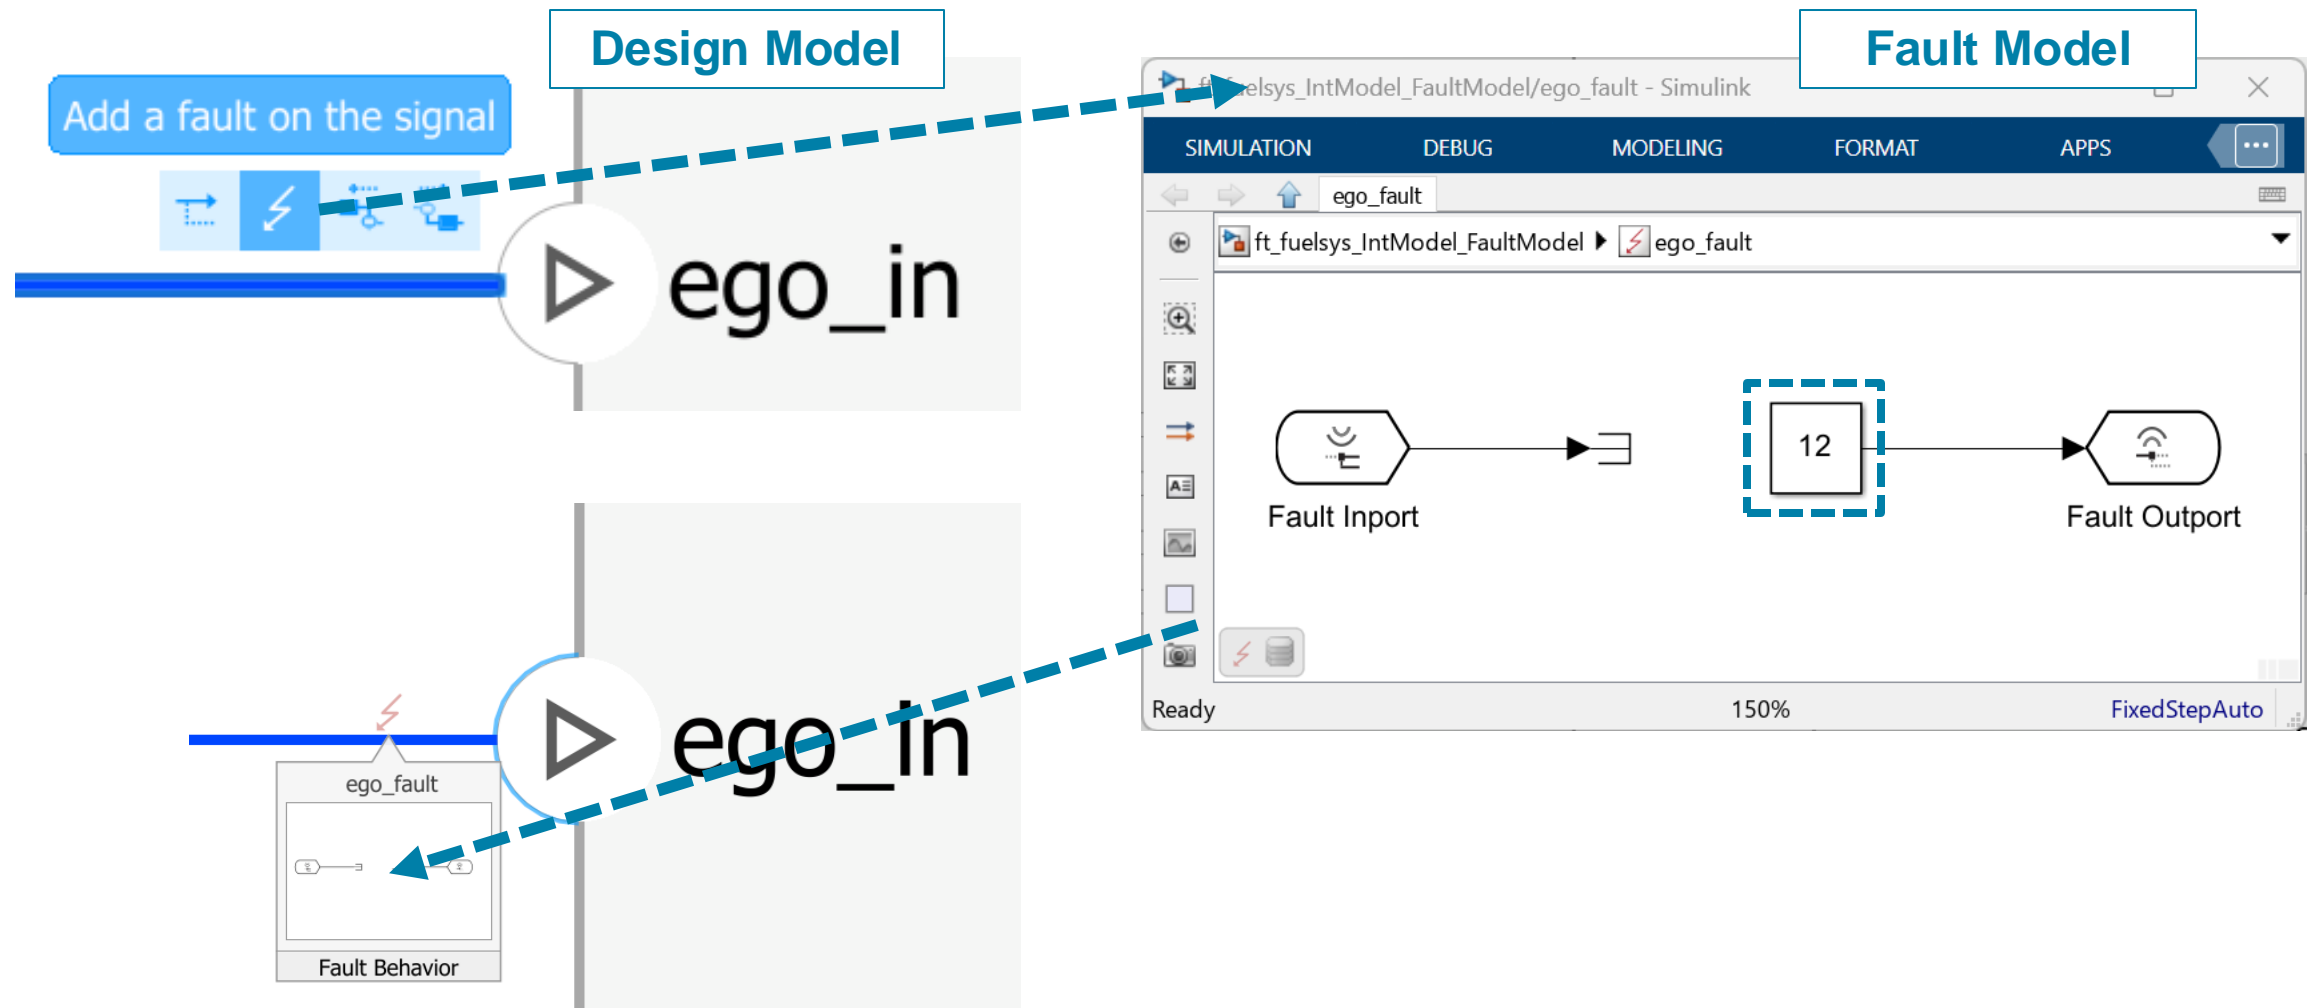 Design Model
Fault Model
Add a fault on the signal
ego_in
ft_fuelsys_IntModel_FaultModel/ego_fault - Simulink
SIMULATION DEBUG MODELING FORMAT APPS
ego_fault
ft_fuelsys_IntModel_FaultModel ego_fault
12
Fault Inport
Fault Outport
Ready 150% FixedStepAuto
ego_in
ego_fault
Fault Behavior